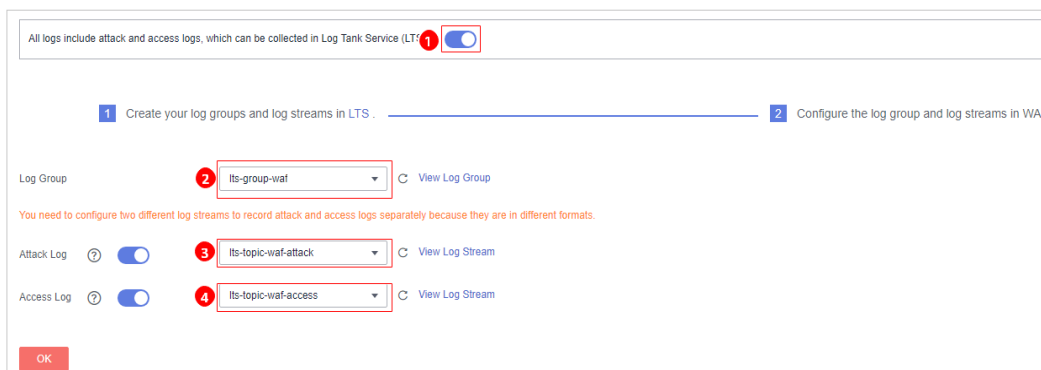 All logs include attack and access logs, which can be collected in Log Tank Service (LTS
1
1 Create your log groups and log streams in LTS .
2 Configure the log group and log streams in WA
Log Group
2
lts-group-waf
View Log Group
You need to configure two different log streams to record attack and access logs separately because they are in different formats.
Attack Log
?
3
lts-topic-waf-attack
View Log Stream
Access Log
?
4
lts-topic-waf-access
View Log Stream
OK